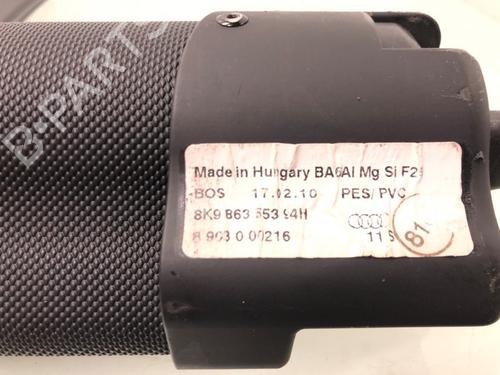 Made in Hungary BA6Al Mg Si F2
BOS 17.02.10 PES/PVC
8K9 863 553 94H
8 903 0 00216 11 9
81
B-PARTS